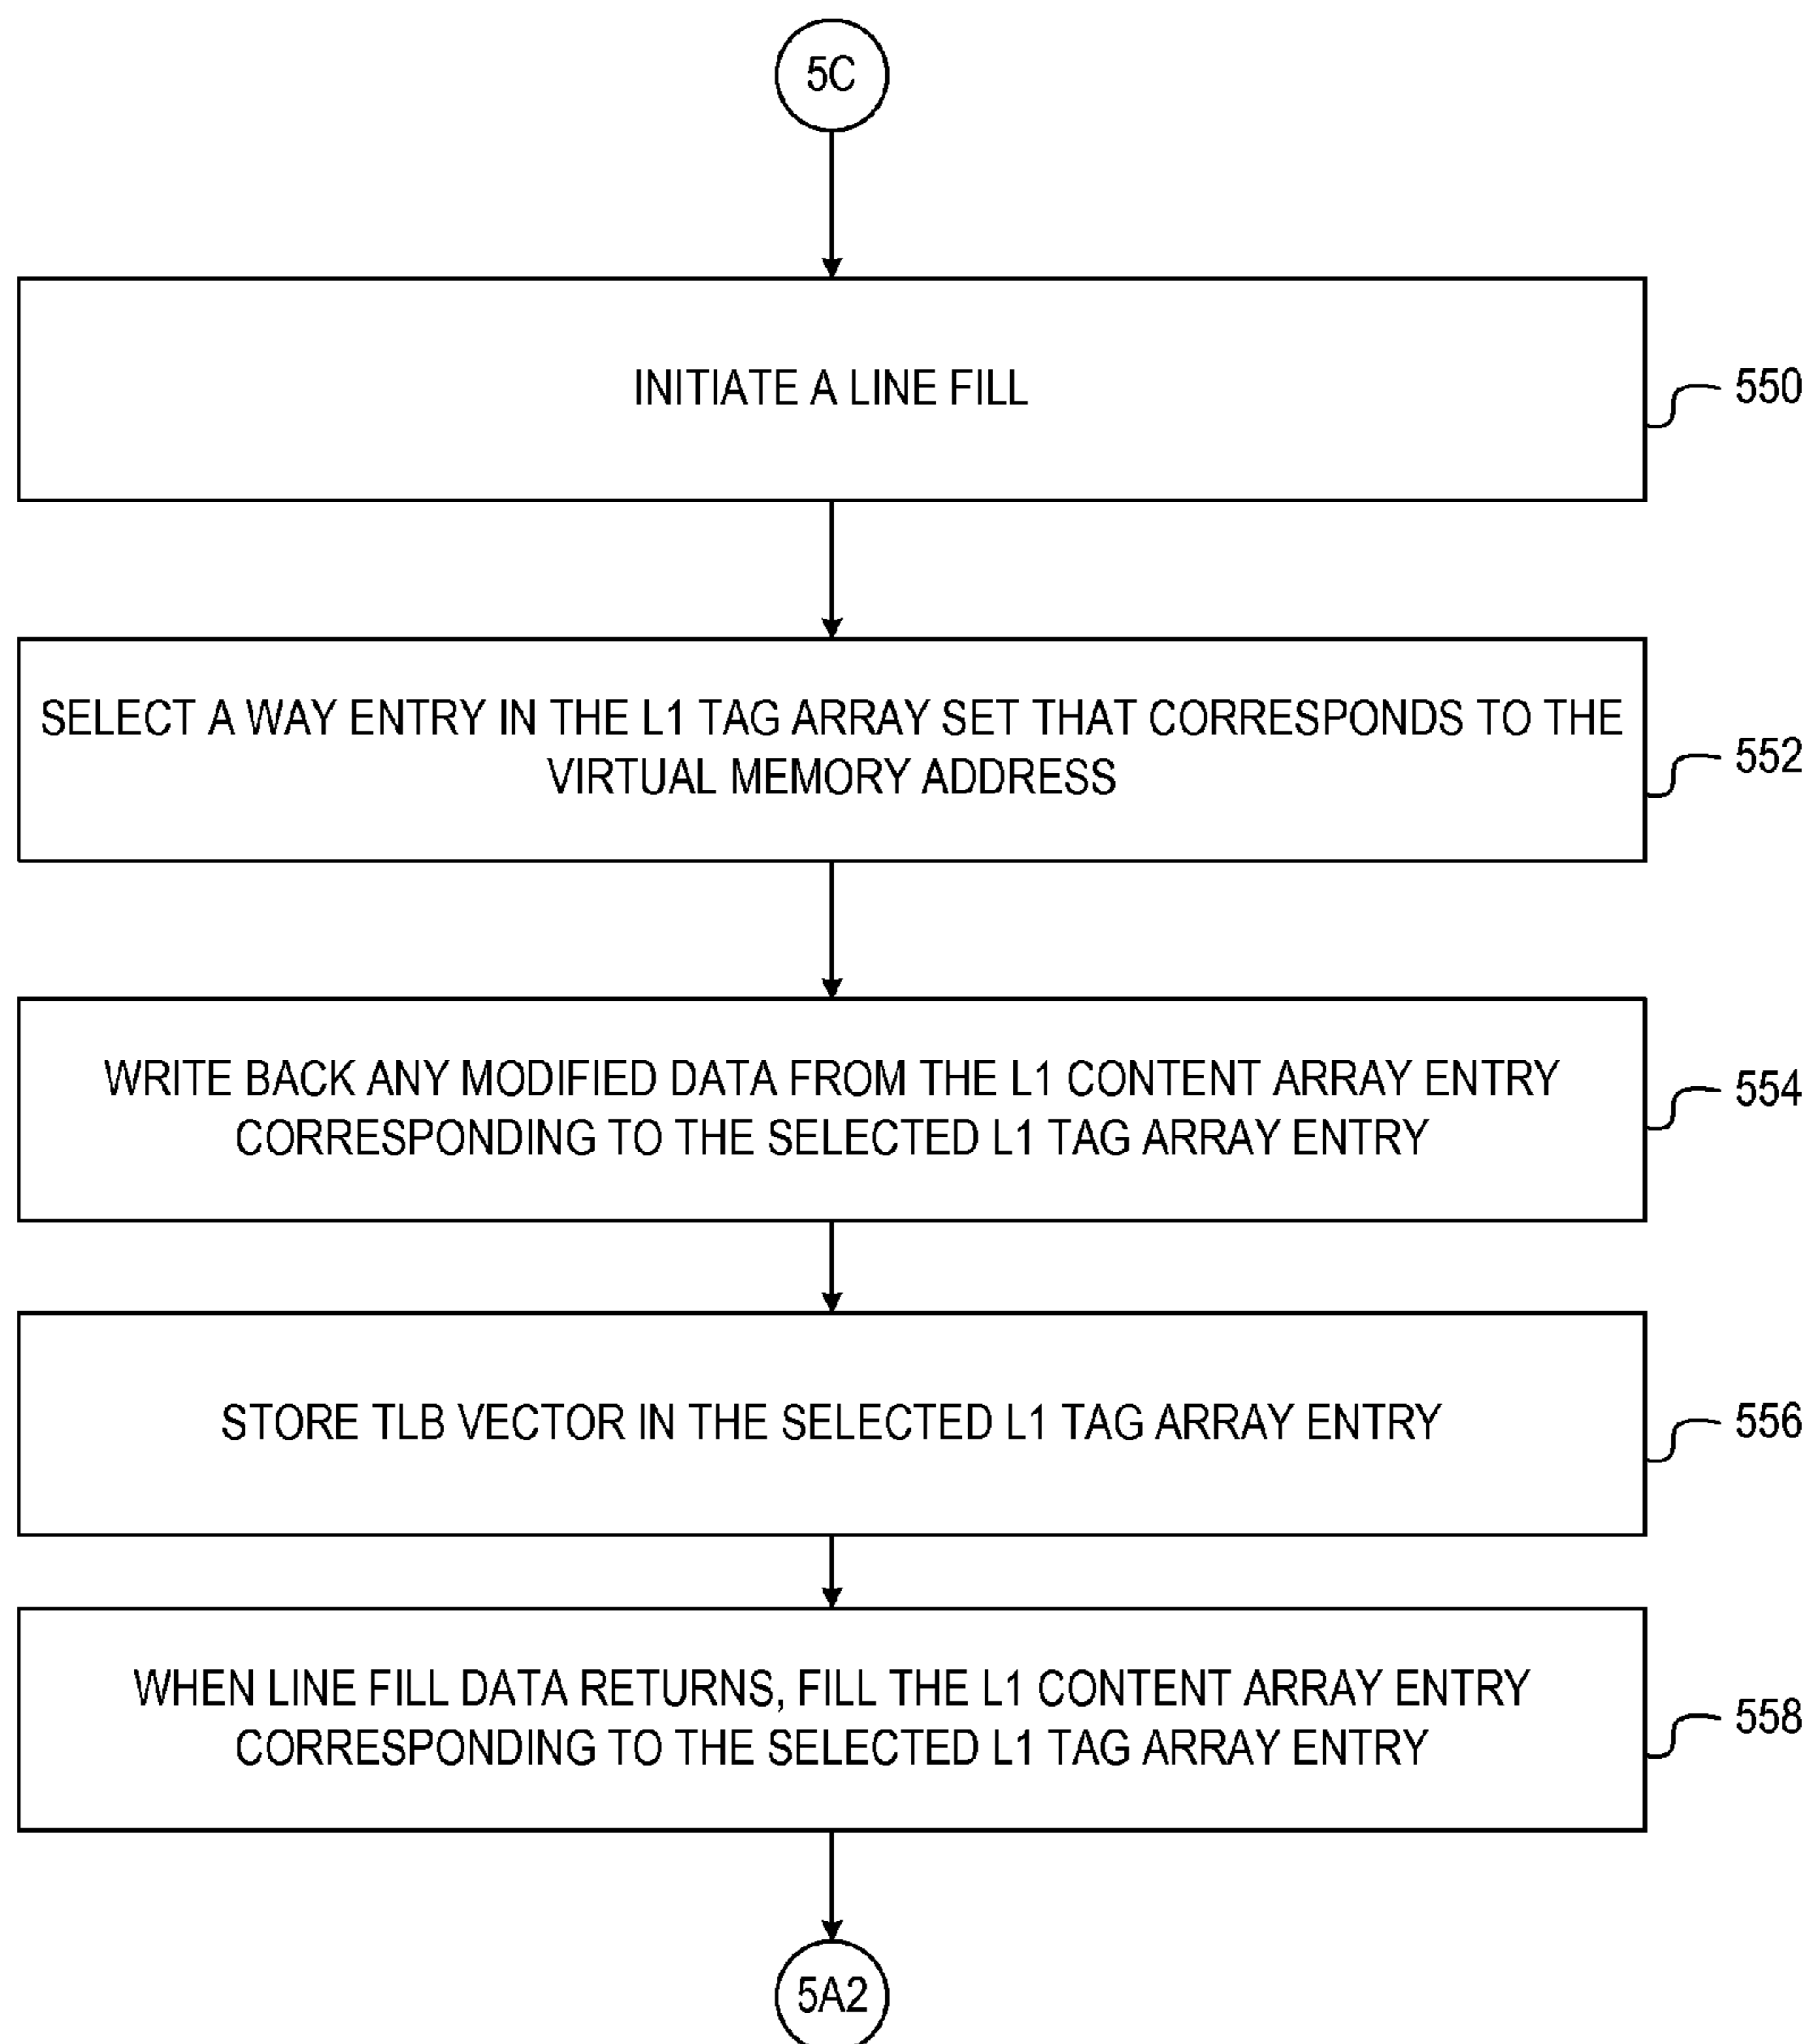 5C
INITIATE A LINE FILL
550
SELECT A WAY ENTRY IN THE L1 TAG ARRAY SET THAT CORRESPONDS TO THE
VIRTUAL MEMORY ADDRESS
552
WRITE BACK ANY MODIFIED DATA FROM THE L1 CONTENT ARRAY ENTRY
CORRESPONDING TO THE SELECTED L1 TAG ARRAY ENTRY
554
STORE TLB VECTOR IN THE SELECTED L1 TAG ARRAY ENTRY
556
WHEN LINE FILL DATA RETURNS, FILL THE L1 CONTENT ARRAY ENTRY
CORRESPONDING TO THE SELECTED L1 TAG ARRAY ENTRY
558
5A2